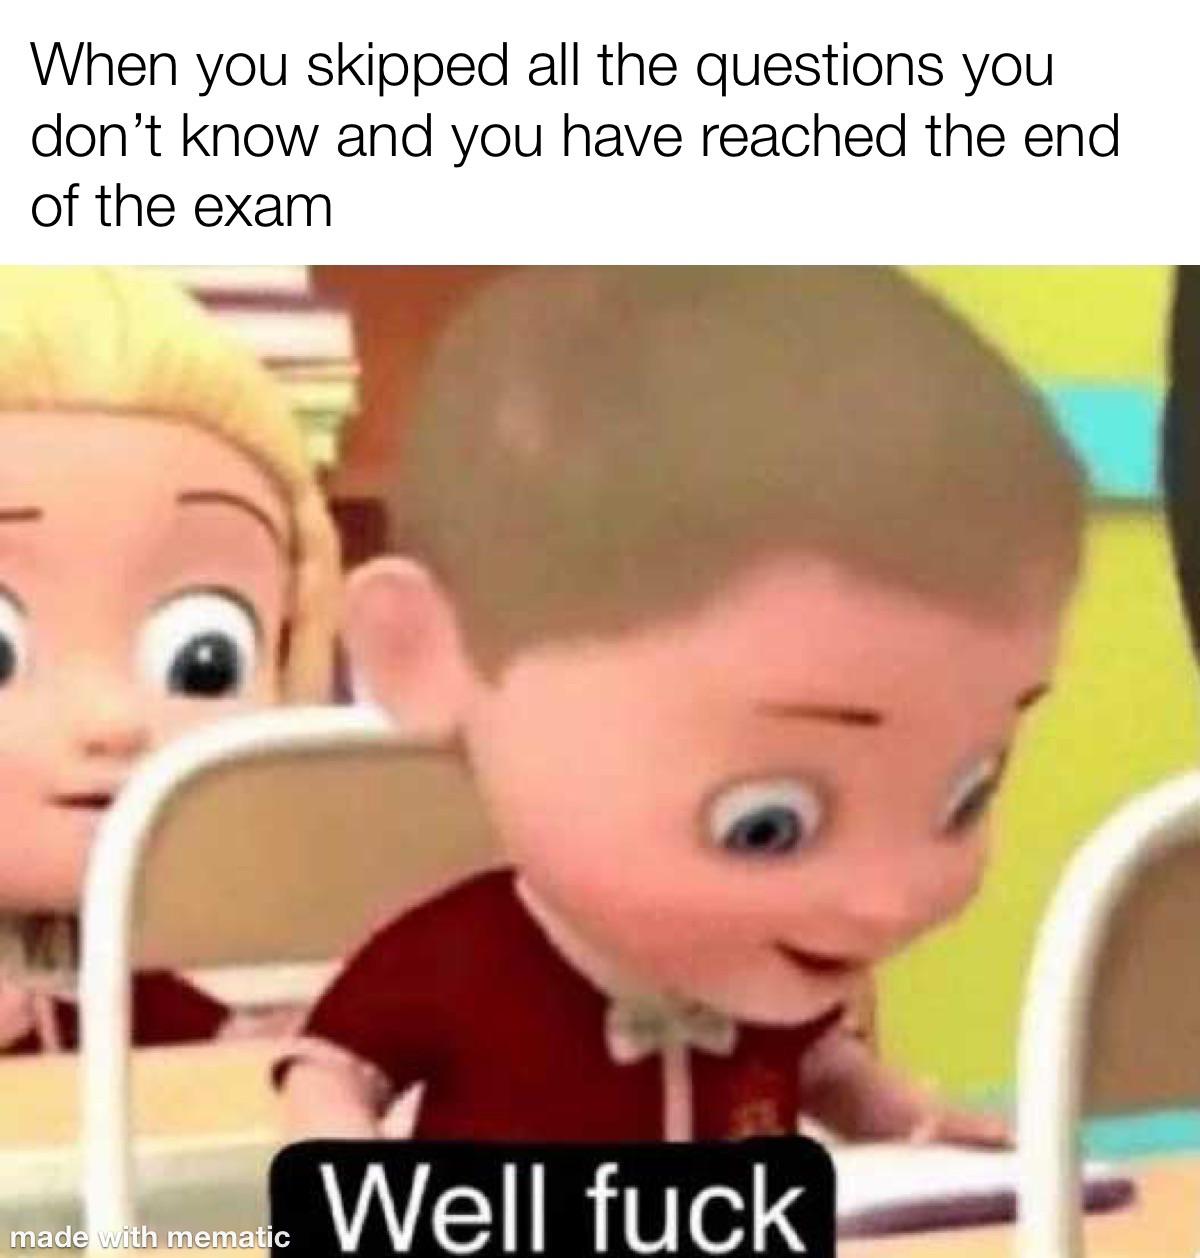 When you skipped all the questions you
don’t know and you have reached the end
of the exam
Well fuck
made with mematic